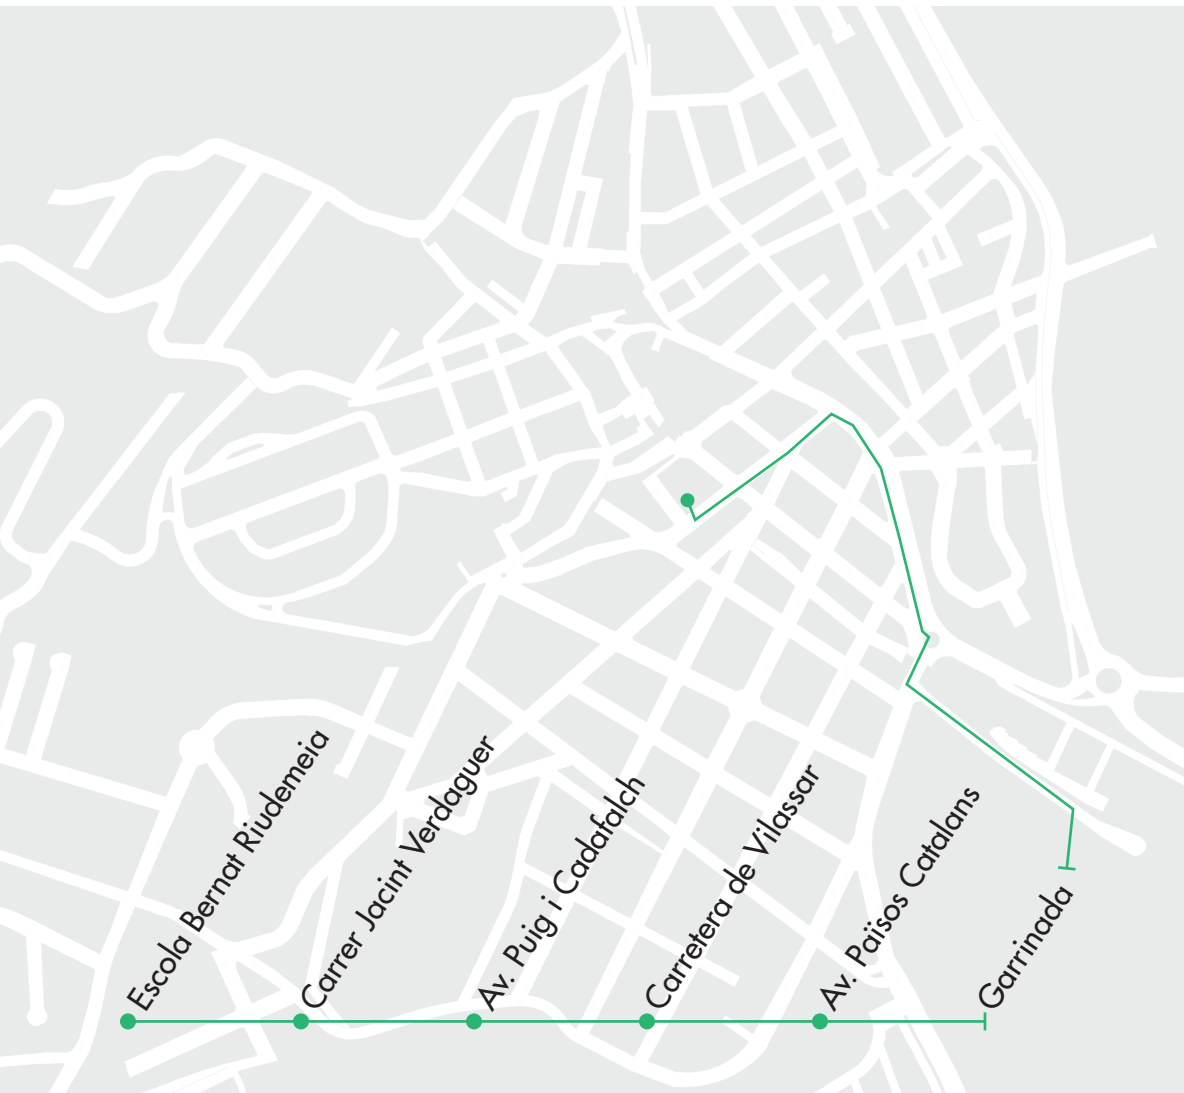 Escola Bernat Riudemeia
Carrer Jacint Verdaguer
Av. Puig i Cadafalch
Carretera de Vilassar
Av. Països Catalans
Garrinada